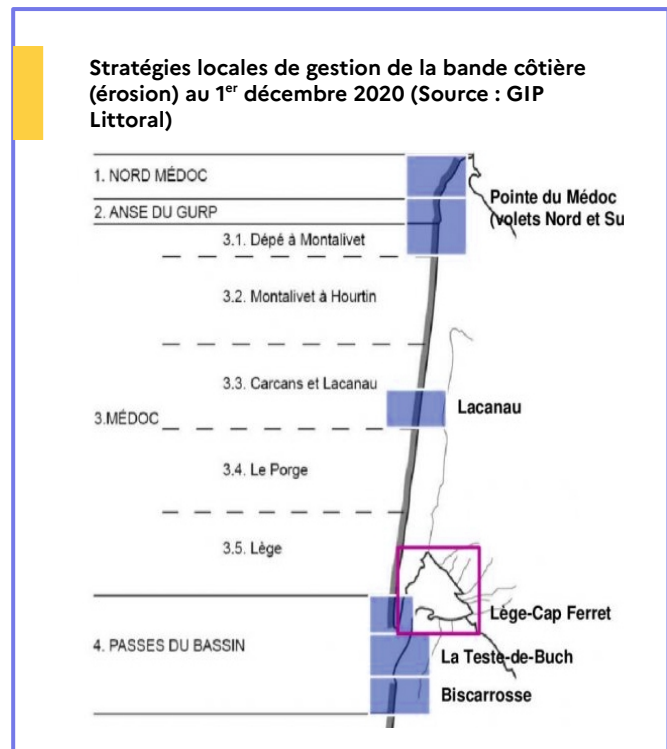 Stratégies locales de gestion de la bande côtière
(érosion) au 1er décembre 2020 (Source : GIP
Littoral)
1. NORD MÉDOC
Pointe du Médoc
(volets Nord et Su
2. ANSE DU GURP
3.1. Dépé à Montalivet
3.2. Montalivet à Hourtin
3.3. Carcans et Lacanau
Lacanau
3.MÉDOC
3.4. Le Porge
3.5. Lège
Lège-Cap Ferret
4. PASSES DU BASSIN
La Teste-de-Buch
Biscarrosse